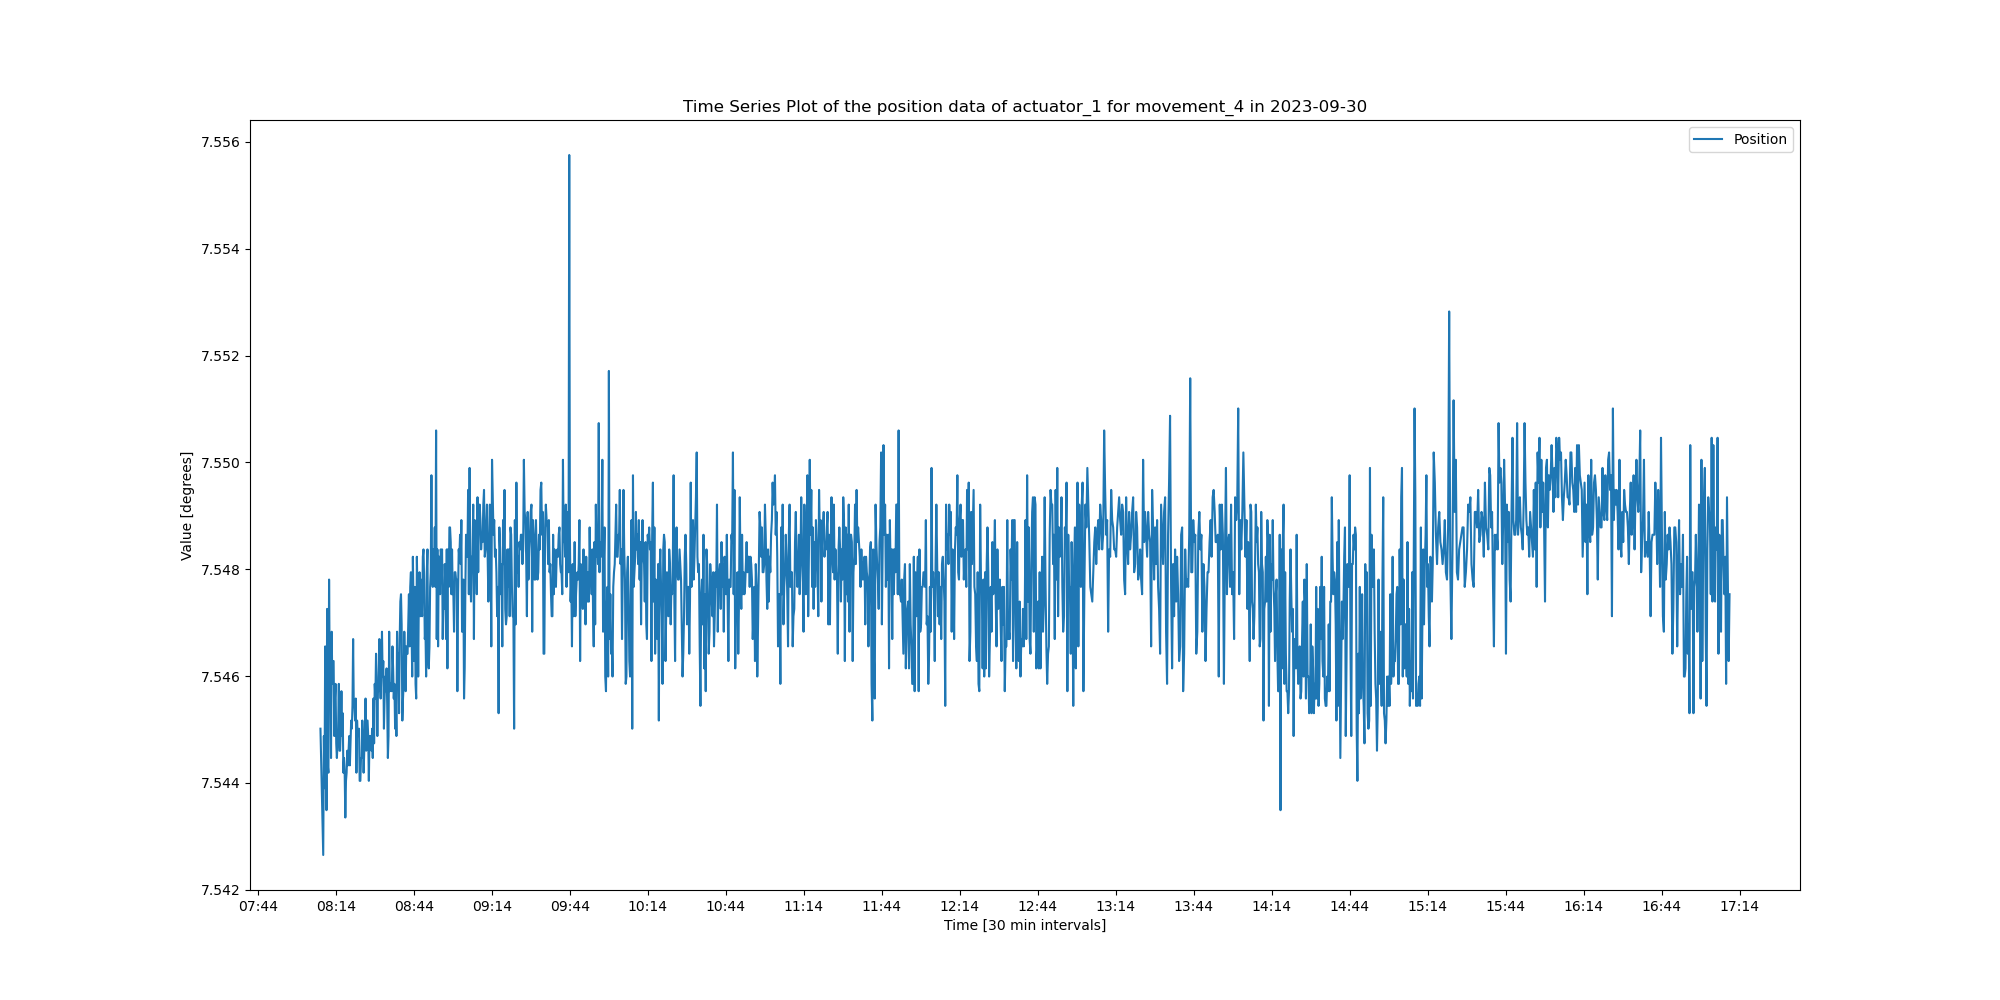 Time Series Plot of the position data of actuator_1 for movement_4 in 2023-09-30
Position
7.556
7.554
7.552
7.550
7.548
7.546
7.544
7.542
Value [degrees]
07:44 08:14 08:44 09:14 09:44 10:14 10:44 11:14 11:44 12:14 12:44 13:14 13:44 14:14 14:44 15:14 15:44 16:14 16:44 17:14
Time [30 min intervals]